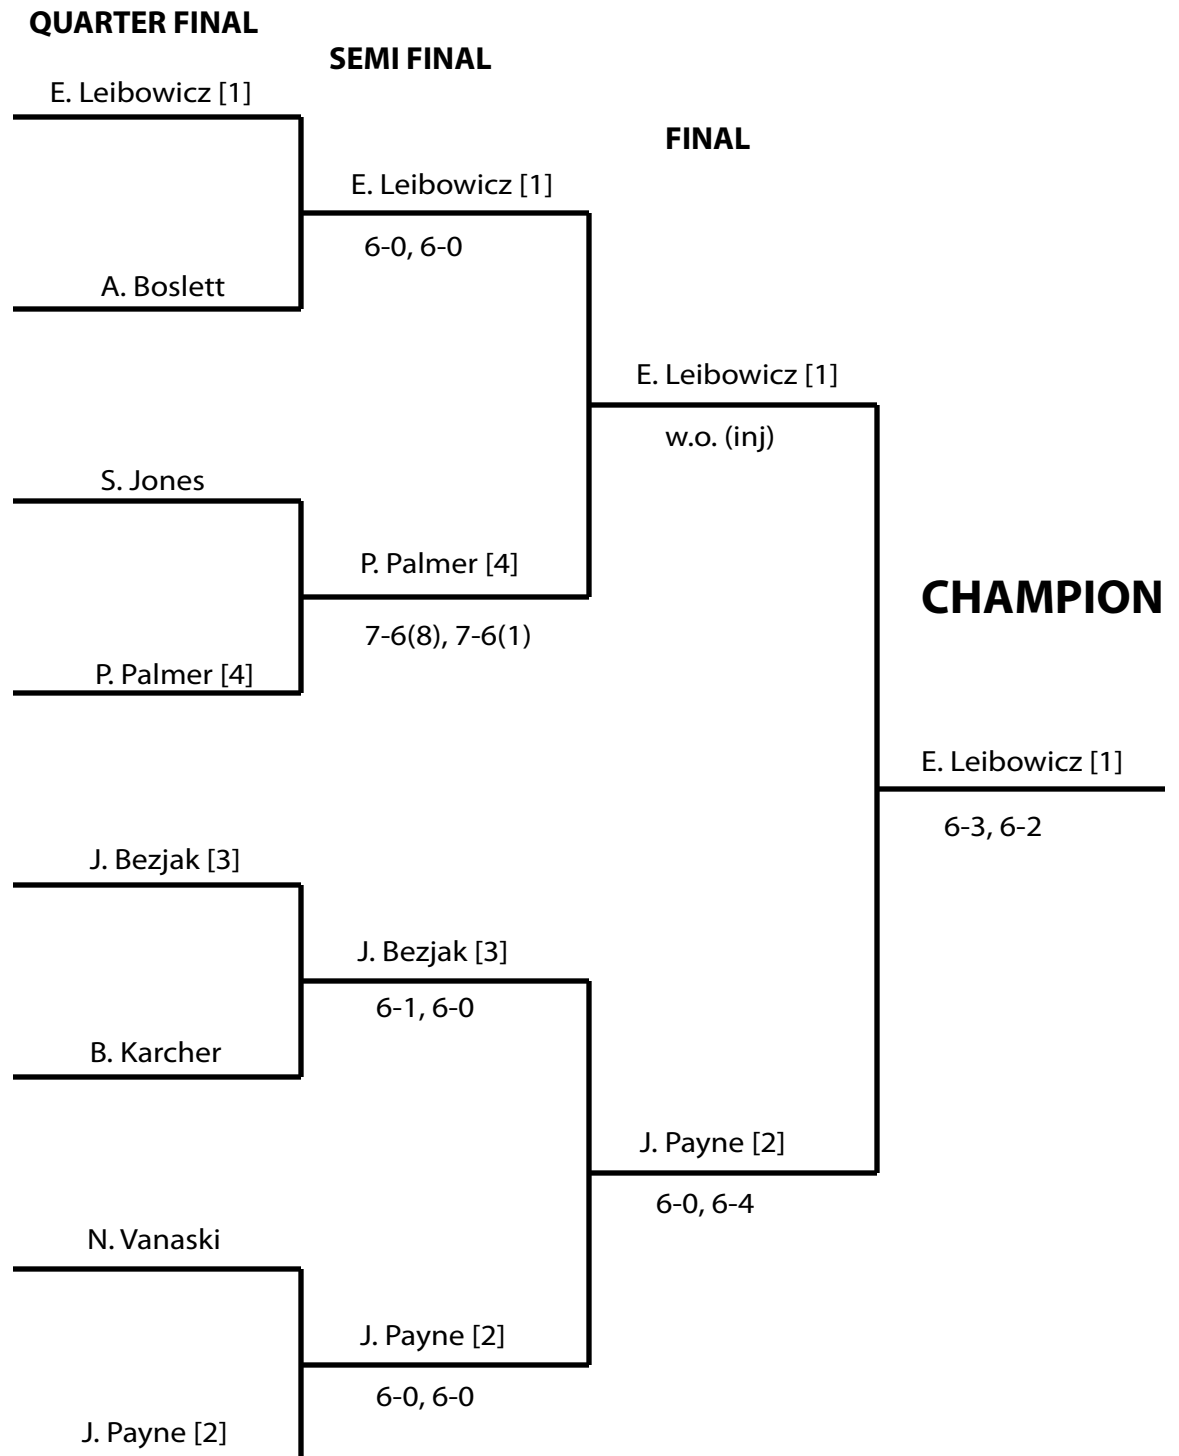 QUARTER FINAL
SEMI FINAL
E. Leibowicz [1]
FINAL
E. Leibowicz [1]
6-0, 6-0
A. Boslett
E. Leibowicz [1]
w.o. (inj)
S. Jones
P. Palmer [4]
CHAMPION
7-6(8), 7-6(1)
P. Palmer [4]
E. Leibowicz [1]
6-3, 6-2
J. Bezjak [3]
J. Bezjak [3]
6-1, 6-0
B. Karcher
J. Payne [2]
6-0, 6-4
N. Vanaski
J. Payne [2]
6-0, 6-0
J. Payne [2]